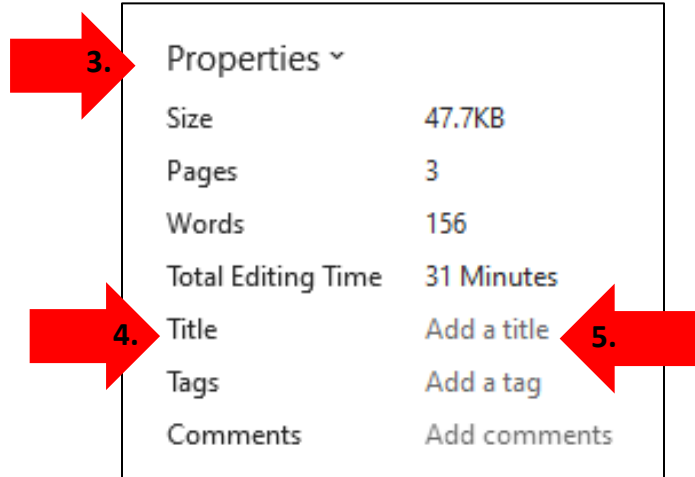 3. Properties
Size 47.7KB
Pages 3
Words 156
Total Editing Time 31 Minutes
4. Title Add a title 5.
Tags Add a tag
Comments Add comments